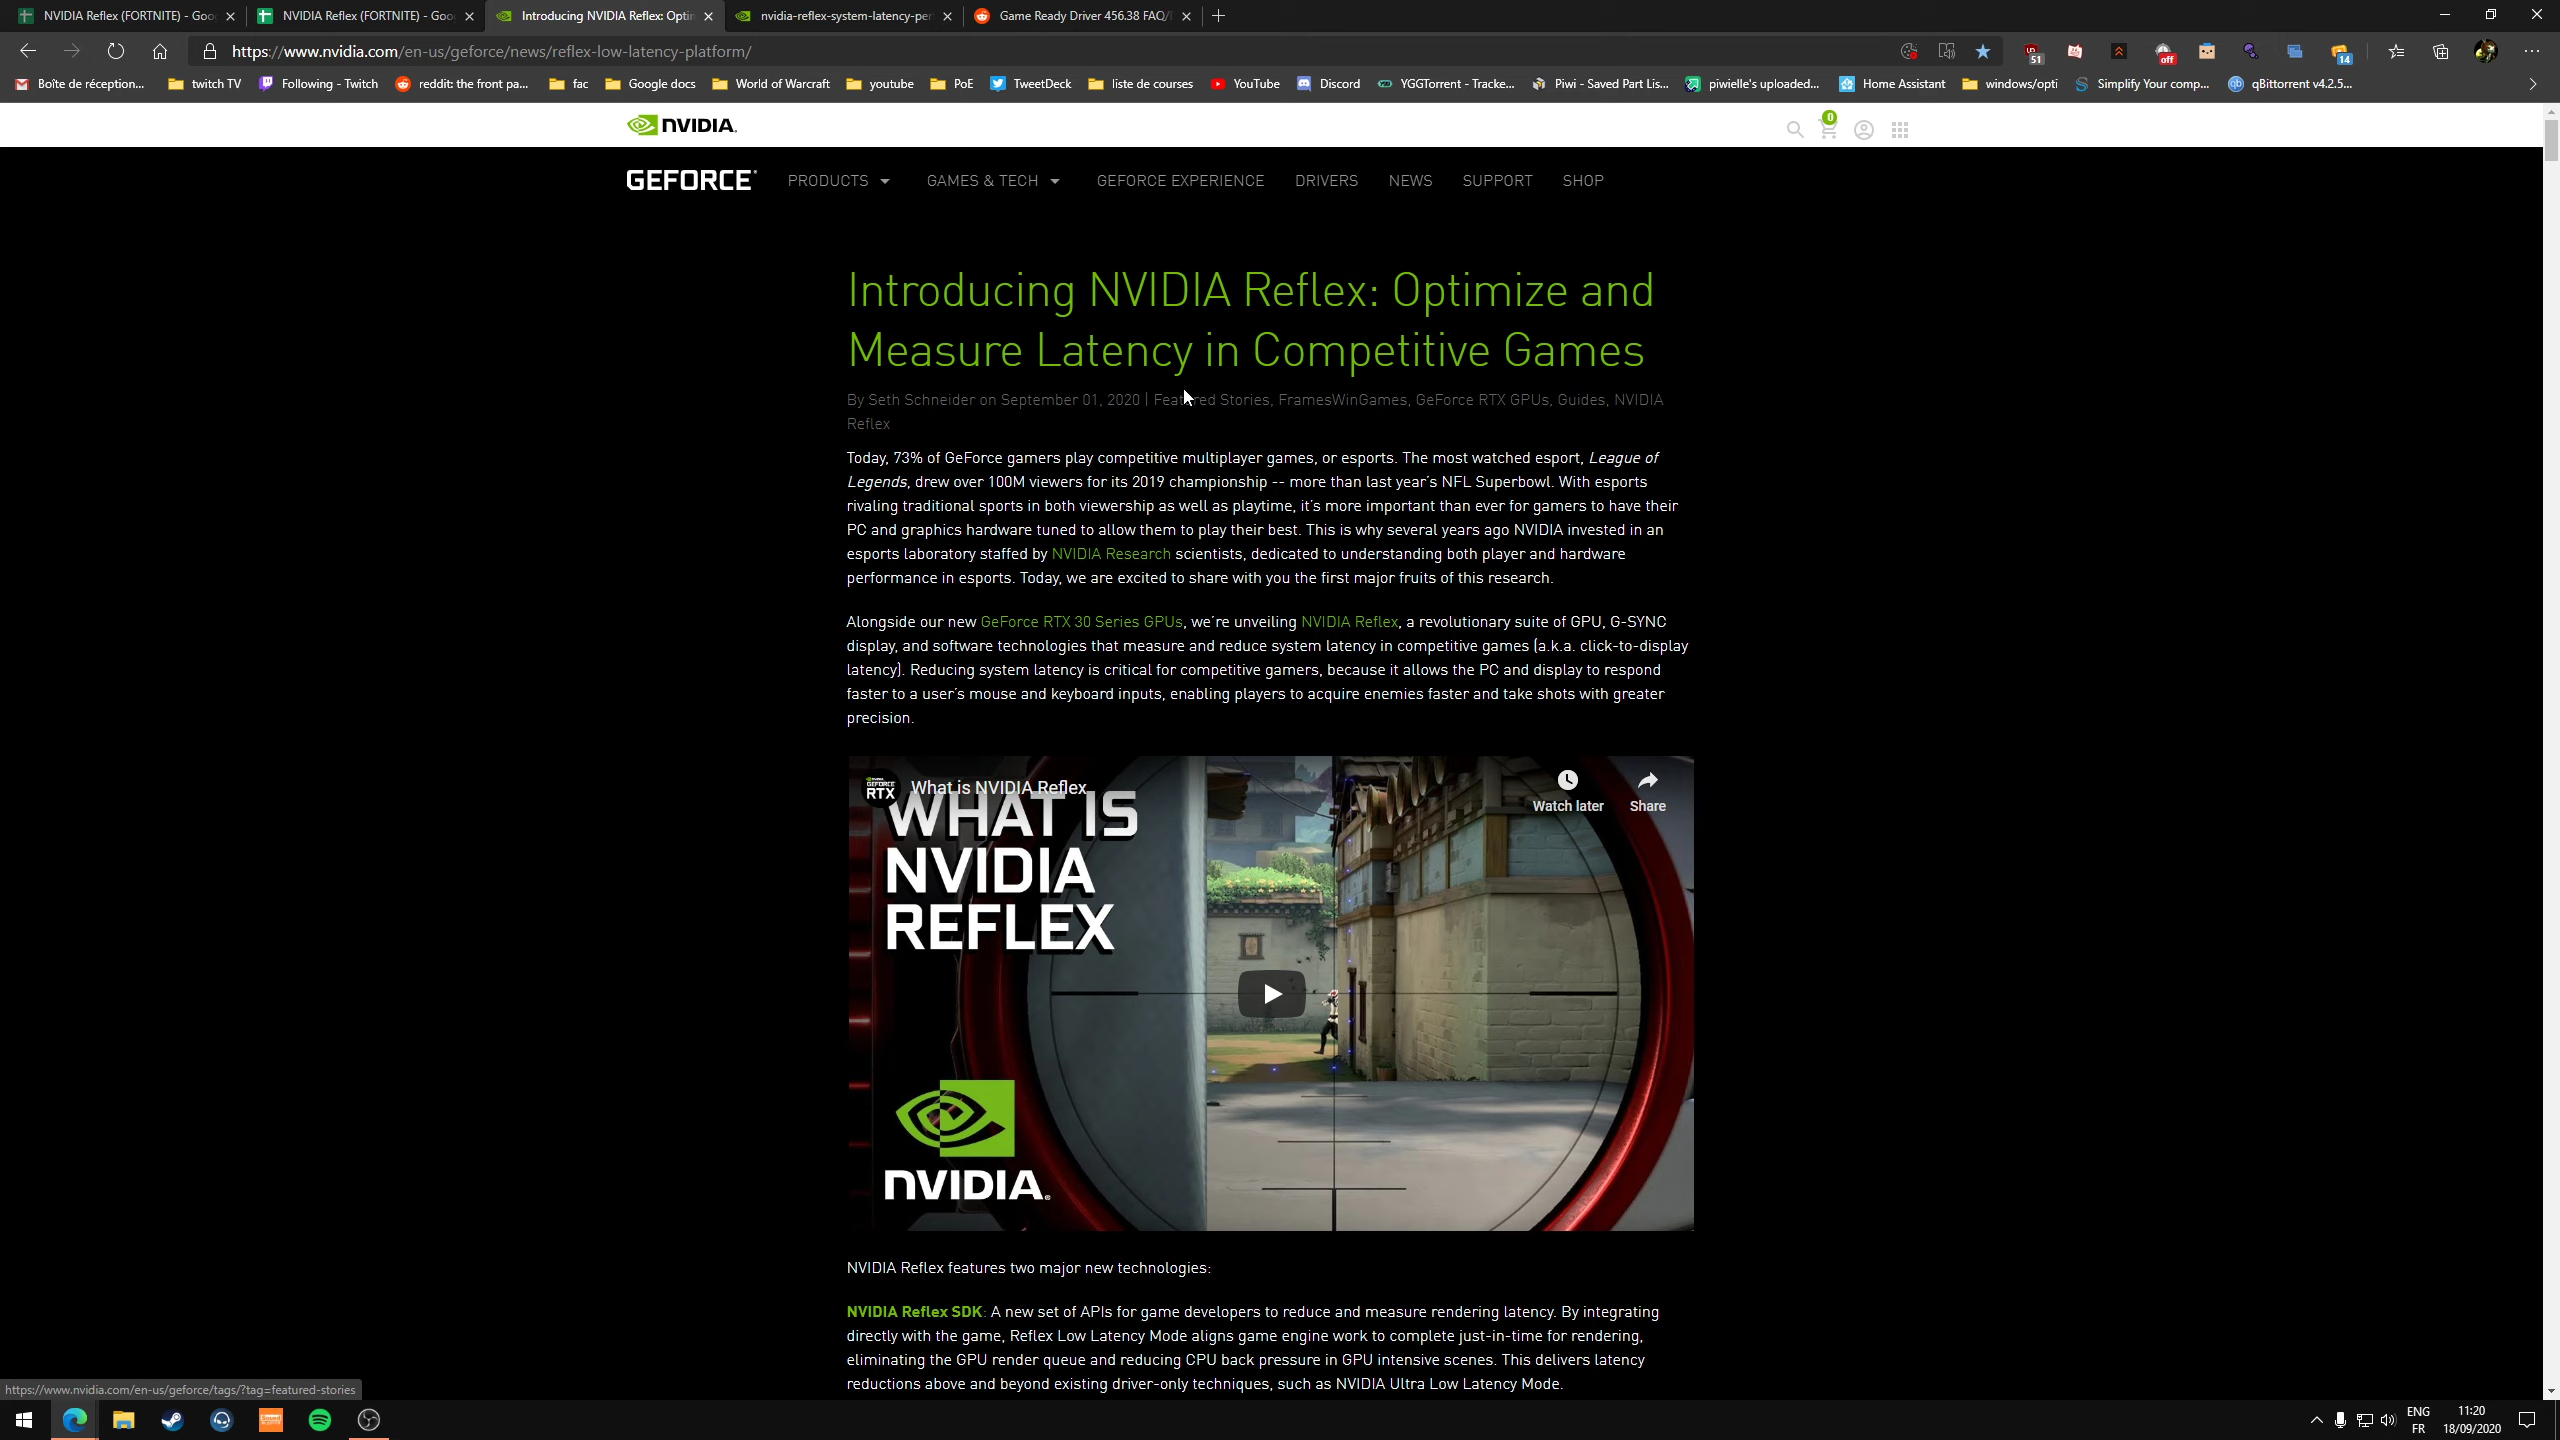 NVIDIA Reflex (FORTNITE) - Goo
NVIDIA Reflex (FORTNITE) - Goo
Introducing NVIDIA Reflex: Optim
nvidia-reflex-system-latency-per
Game Ready Driver 456.38 FAQ/
https://www.nvidia.com/en-us/geforce/news/reflex-low-latency-platform/
51
off
14
Boîte de réception...
twitch TV
Following - Twitch
reddit: the front pa...
fac
Google docs
World of Warcraft
youtube
PoE
TweetDeck
liste de courses
YouTube
Discord
YGGTorrent - Tracke...
Piwi - Saved Part Lis...
piwielle's uploaded...
Home Assistant
windows/opti
Simplify Your comp...
qBittorrent v4.2.5...
NVIDIA.
0
GEFORCE
PRODUCTS
GAMES & TECH
GEFORCE EXPERIENCE
DRIVERS
NEWS
SUPPORT
SHOP
Introducing NVIDIA Reflex: Optimize and
Measure Latency in Competitive Games
By Seth Schneider on September 01, 2020 | Featured Stories, FramesWinGames, GeForce RTX GPUs, Guides, NVIDIA
Reflex
Today, 73% of GeForce gamers play competitive multiplayer games, or esports. The most watched esport, League of
Legends, drew over 100M viewers for its 2019 championship -- more than last year's NFL Superbowl. With esports
rivaling traditional sports in both viewership as well as playtime, it's more important than ever for gamers to have their
PC and graphics hardware tuned to allow them to play their best. This is why several years ago NVIDIA invested in an
esports laboratory staffed by NVIDIA Research scientists, dedicated to understanding both player and hardware
performance in esports. Today, we are excited to share with you the first major fruits of this research.
Alongside our new GeForce RTX 30 Series GPUs, we're unveiling NVIDIA Reflex, a revolutionary suite of GPU, G-SYNC
display, and software technologies that measure and reduce system latency in competitive games (a.k.a. click-to-display
latency). Reducing system latency is critical for competitive gamers, because it allows the PC and display to respond
faster to a user's mouse and keyboard inputs, enabling players to acquire enemies faster and take shots with greater
precision.
GEFORCE
RTX
What is NVIDIA Reflex
Watch later
Share
WHAT IS
NVIDIA
REFLEX
NVIDIA.
NVIDIA Reflex features two major new technologies:
NVIDIA Reflex SDK: A new set of APIs for game developers to reduce and measure rendering latency. By integrating
directly with the game, Reflex Low Latency Mode aligns game engine work to complete just-in-time for rendering,
eliminating the GPU render queue and reducing CPU back pressure in GPU intensive scenes. This delivers latency
reductions above and beyond existing driver-only techniques, such as NVIDIA Ultra Low Latency Mode.
https://www.nvidia.com/en-us/geforce/tags/?tag=featured-stories
ENG
FR
11:20
18/09/2020